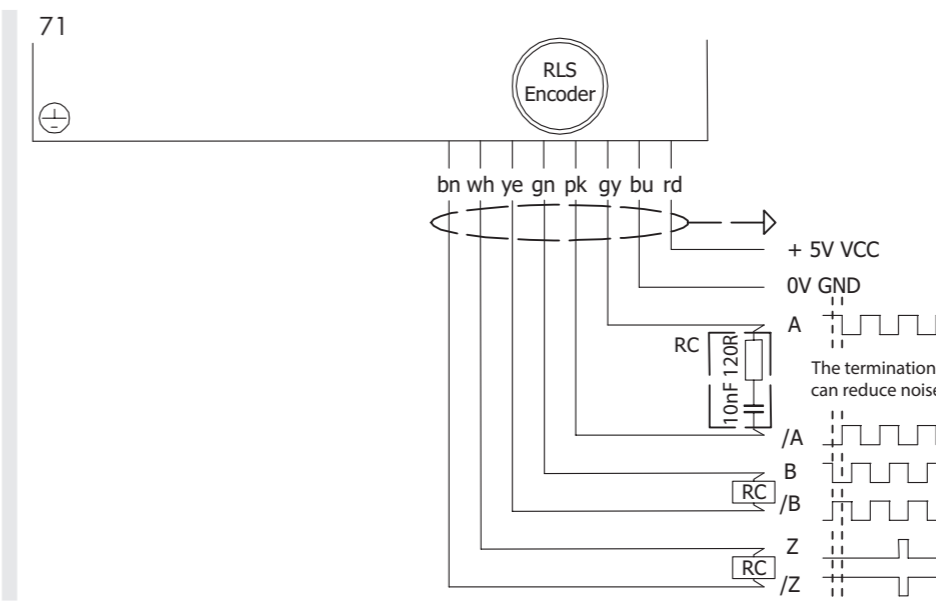 71
RLS
Encoder
bn wh ye gn pk gy bu rd
+ 5V VCC
0V GND
A
RC
10nF 120R
The termination
can reduce noise
/A
B
RC
/B
Z
RC
/Z